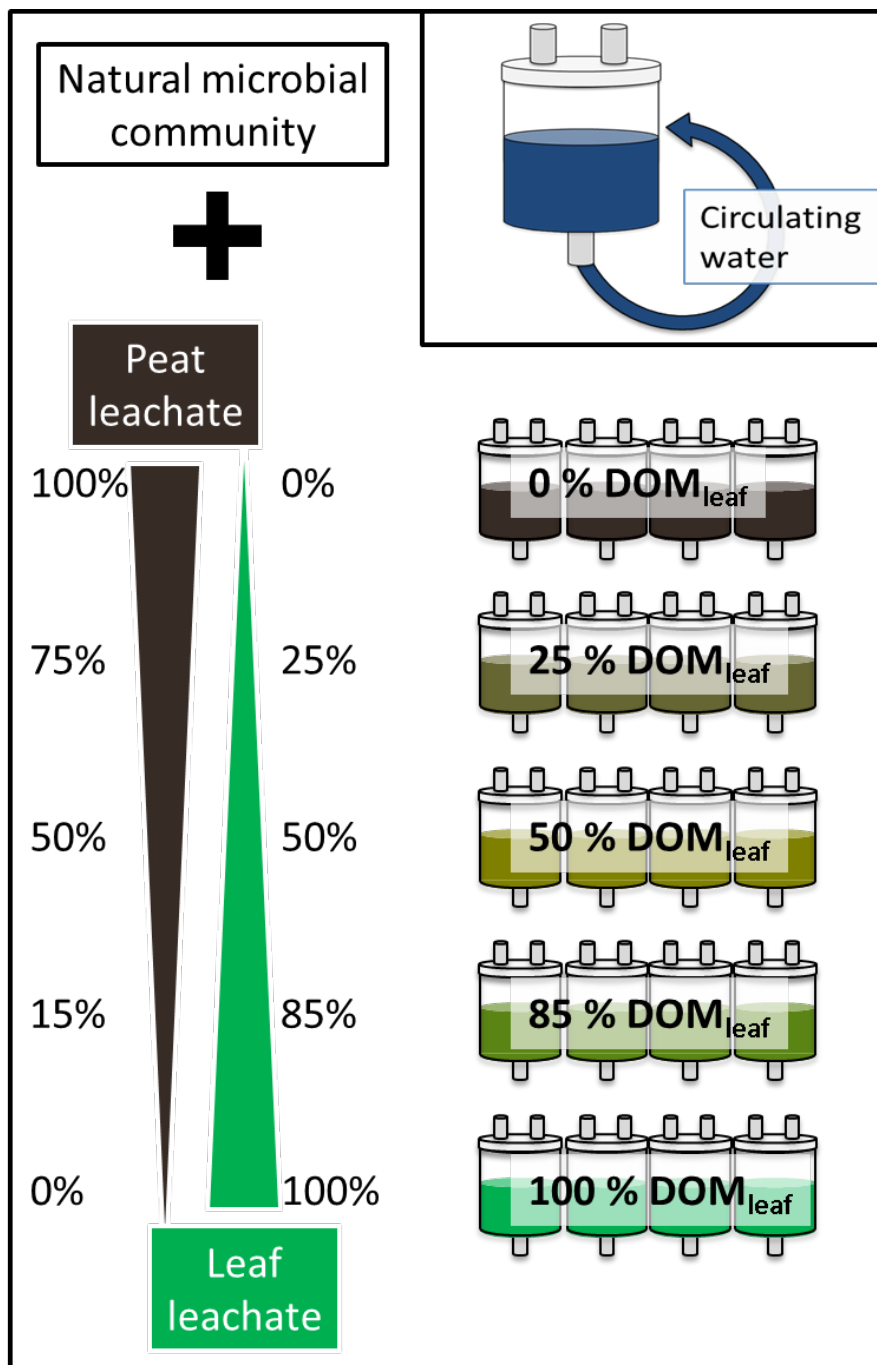 Natural microbial
community
Circulating
water
Peat
leachate
100% 0%
0 % DOMleaf
75% 25%
25 % DOMleaf
50% 50%
50 % DOMleaf
15% 85%
85 % DOMleaf
0% 100%
100 % DOMleaf
Leaf
leachate